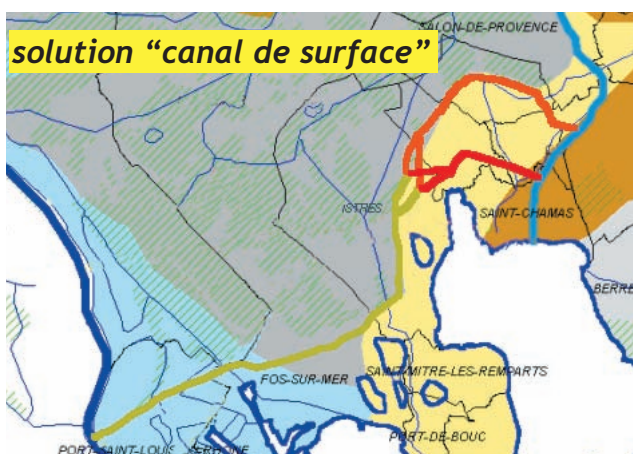 SALON-DE-PROVENCE
solution “canal de surface”
ISTRES
SAINT-CHAMAS
BERRE
SAINT-MITRE-LES-REMPARTS
FOS-SUR-MER
PORT-DE-BOUC
PORT-SAINT-LOUIS